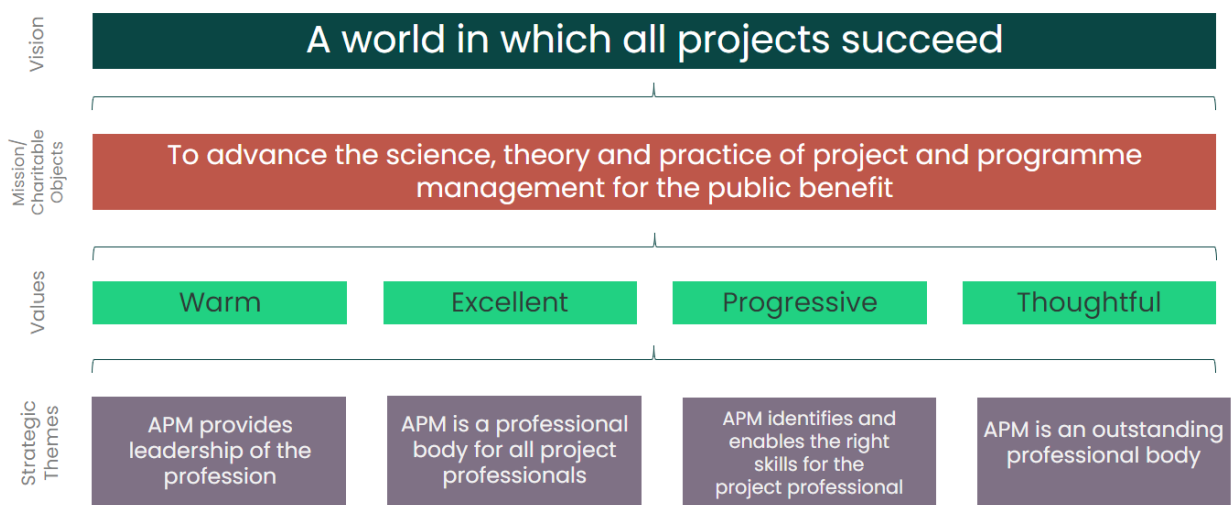 Vision
A world in which all projects succeed
Mission/
Charitable
Objects
To advance the science, theory and practice of project and programme
management for the public benefit
Values
Warm
Excellent
Progressive
Thoughtful
Strategic
Themes
APM provides
leadership of the
profession
APM is a professional
body for all project
professionals
APM identifies and
enables the right
skills for the
project professional
APM is an outstanding
professional body